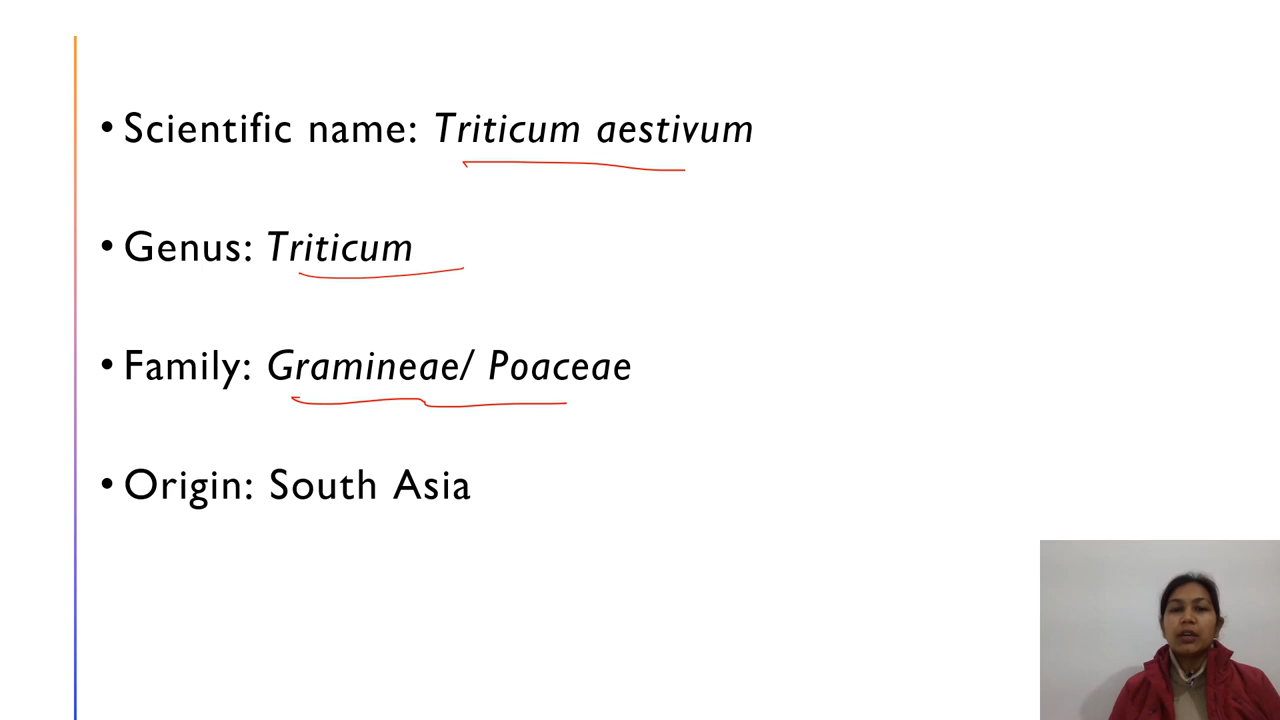 • Scientific name: Triticum aestivum
• Genus: Triticum
• Family: Gramineae/ Poaceae
• Origin: South Asia